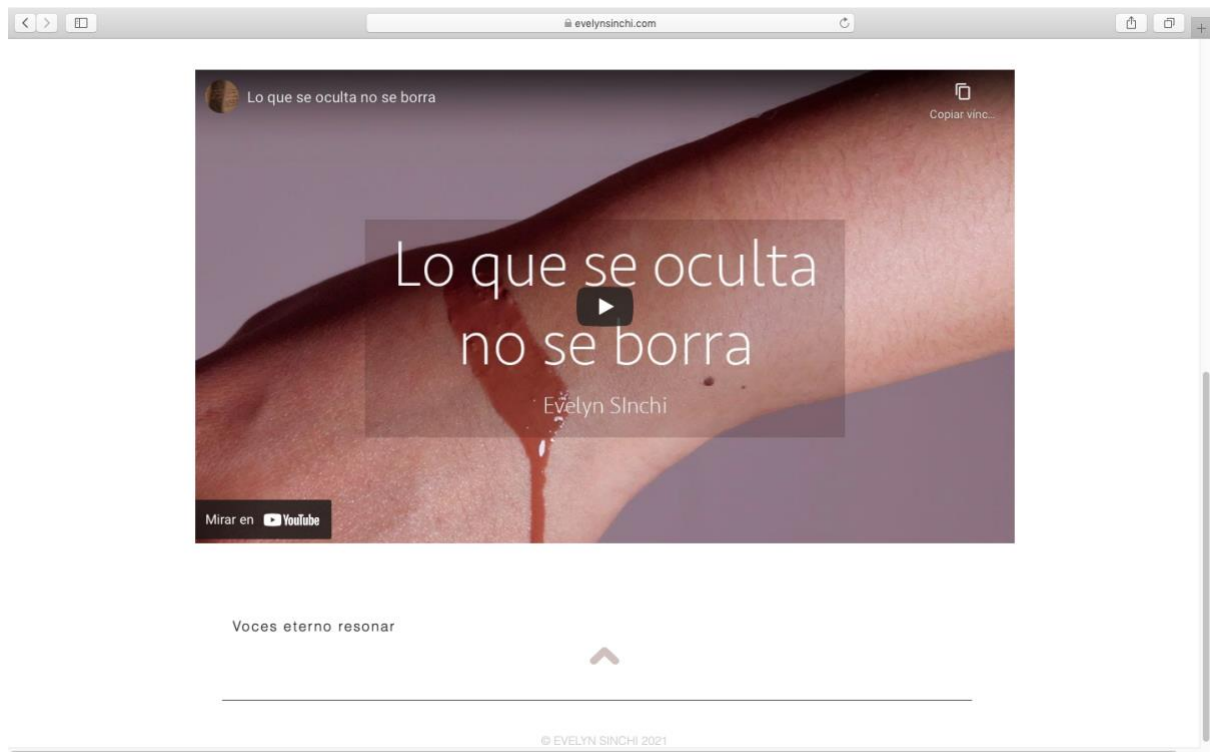 evelynsinchi.com
Lo que se oculta no se borra
Copiar vínc...
Lo que se oculta
no se borra
Evelyn SInchi
Mirar en YouTube
Voces eterno resonar
© EVELYN SINCHI 2021